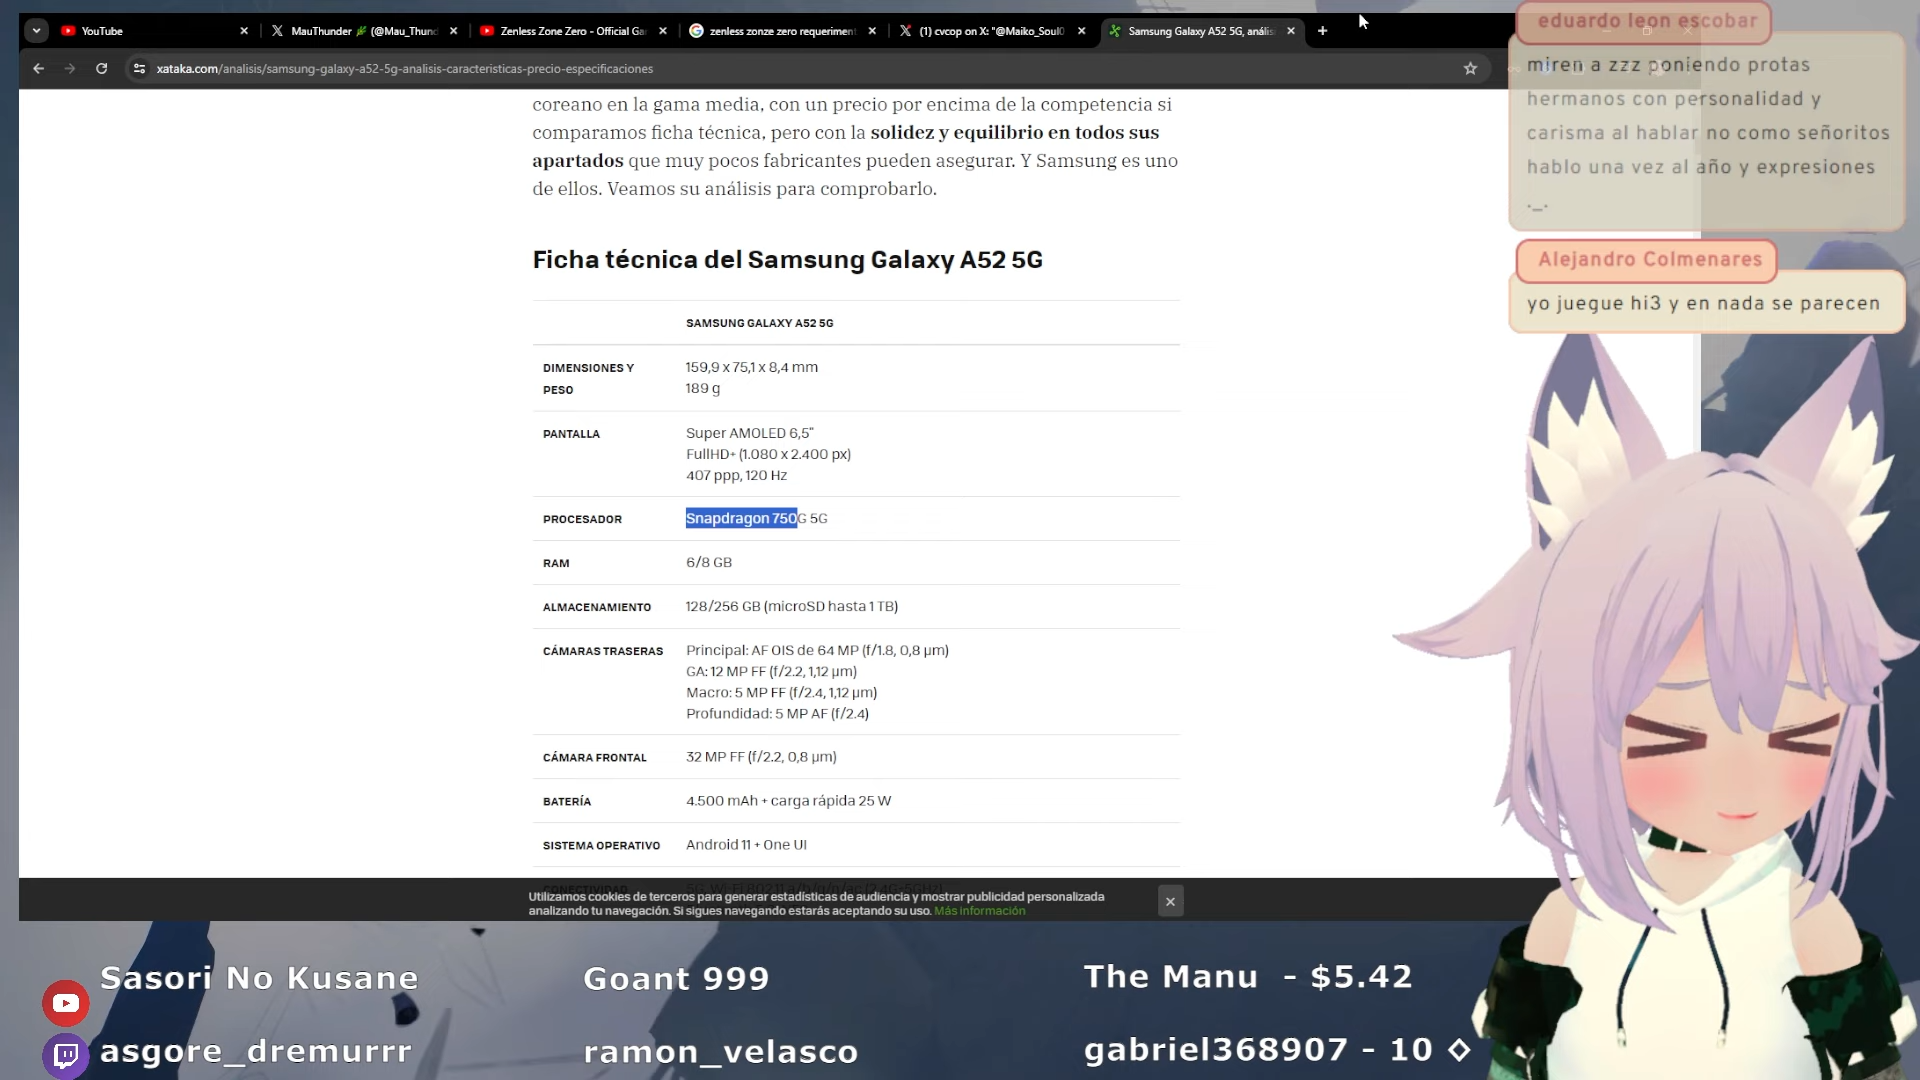 YouTube
MauThunder (@Mau_Thund
Zenless Zone Zero - Official Ga
zenless zonze zero requeriment
(1) cvcop on X: "@Maiko_Soul0
Samsung Galaxy A52 5G, anális
xataka.com/analisis/samsung-galaxy-a52-5g-analisis-caracteristicas-precio-especificaciones
coreano en la gama media, con un precio por encima de la competencia si
comparamos ficha técnica, pero con la solidez y equilibrio en todos sus
apartados que muy pocos fabricantes pueden asegurar. Y Samsung es uno
de ellos. Veamos su análisis para comprobarlo.
Ficha técnica del Samsung Galaxy A52 5G
SAMSUNG GALAXY A52 5G
DIMENSIONES Y
PESO
159,9 x 75,1 x 8,4 mm
189 g
PANTALLA
Super AMOLED 6,5"
FullHD+ (1.080 x 2.400 px)
407 ppp, 120 Hz
PROCESADOR
Snapdragon 750G 5G
RAM
6/8 GB
ALMACENAMIENTO
128/256 GB (microSD hasta 1 TB)
CÁMARAS TRASERAS
Principal: AF OIS de 64 MP (f/1.8, 0,8 µm)
GA: 12 MP FF (f/2.2, 1,12 µm)
Macro: 5 MP FF (f/2.4, 1,12 µm)
Profundidad: 5 MP AF (f/2.4)
CÁMARA FRONTAL
32 MP FF (f/2.2, 0,8 µm)
BATERÍA
4.500 mAh + carga rápida 25 W
SISTEMA OPERATIVO
Android 11 + One UI
Utilizamos cookies de terceros para generar estadísticas de audiencia y mostrar publicidad personalizada
analizando tu navegación. Si sigues navegando estarás aceptando su uso. Más información
eduardo leon escobar
miren a zzz poniendo protas
hermanos con personalidad y
carisma al hablar no como señoritos
hablo una vez al año y expresiones
._.
Alejandro Colmenares
yo juegue hi3 y en nada se parecen
Sasori No Kusane
Goant 999
The Manu - $5.42
asgore_dremurrr
ramon_velasco
gabriel368907 - 10